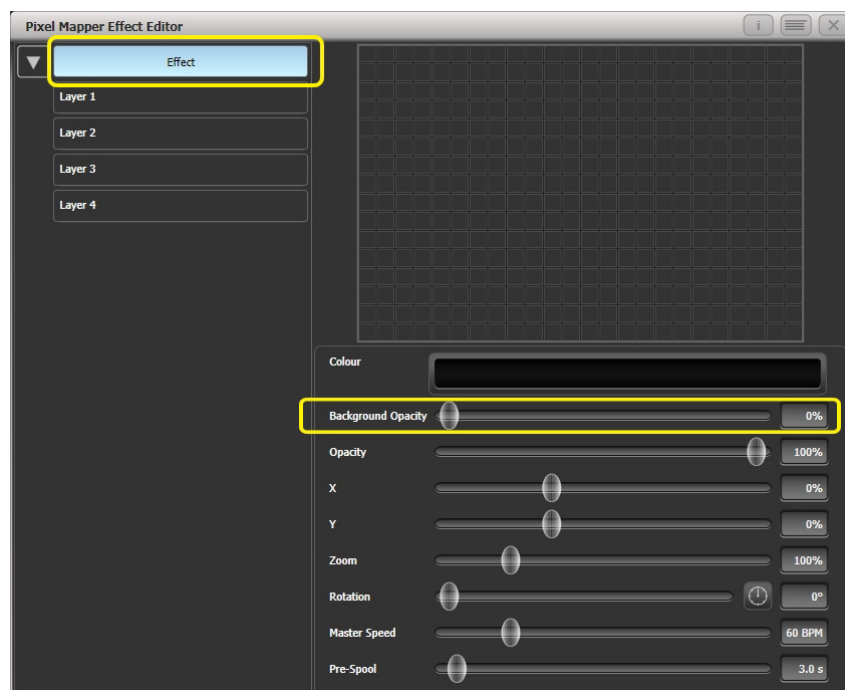 Pixel Mapper Effect Editor
i
Effect
Layer 1
Layer 2
Layer 3
Layer 4
Colour
Background Opacity 0%
Opacity 100%
X 0%
Y 0%
Zoom 100%
Rotation 0°
Master Speed 60 BPM
Pre-Spool 3.0 s